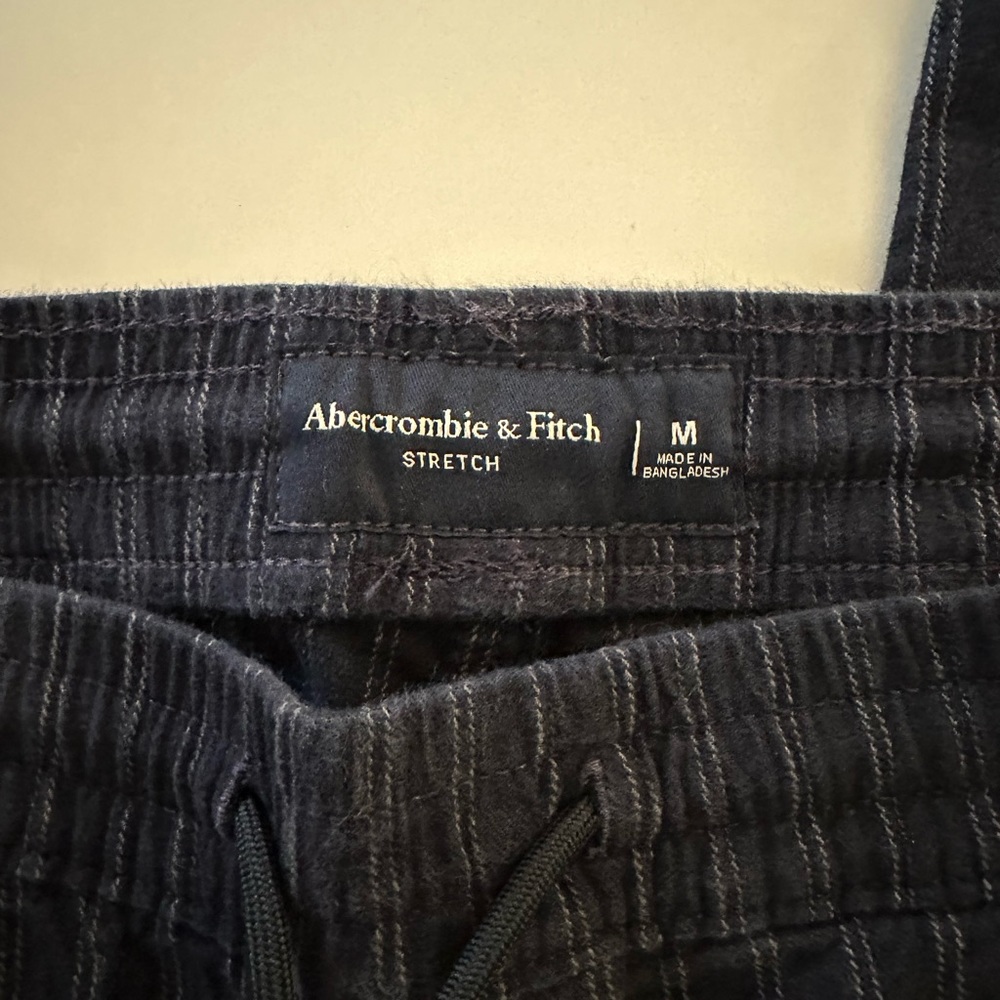 Abercrombie & Fitch
STRETCH
M
MADE IN
BANGLADESH